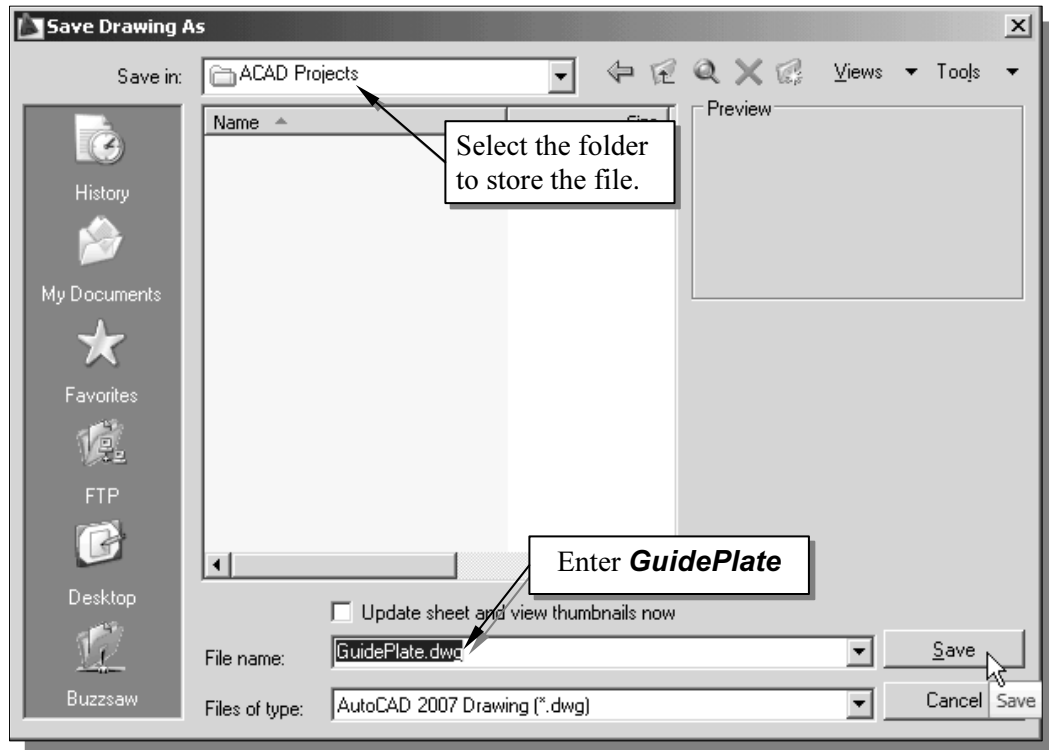 Save Drawing As
Save in:
ACAD Projects
Views
Tools
Name
Preview
Select the folder
to store the file.
History
My Documents
Favorites
FTP
Desktop
Buzzsaw
Enter GuidePlate
Update sheet and view thumbnails now
File name:
GuidePlate.dwg
Save
Files of type:
AutoCAD 2007 Drawing (*.dwg)
Cancel
Save